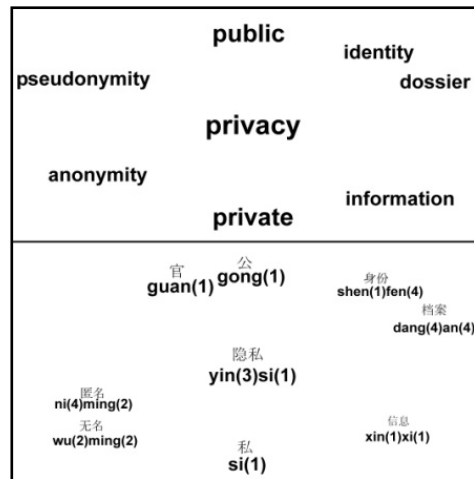 public
identity
pseudonymity
dossier
privacy
anonymity
information
private
官
guan(1)
公
gong(1)
身份
shen(1)fen(4)
档案
dang(4)an(4)
隐私
yin(3)si(1)
匿名
ni(4)ming(2)
无名
wu(2)ming(2)
信息
xin(1)xi(1)
私
si(1)